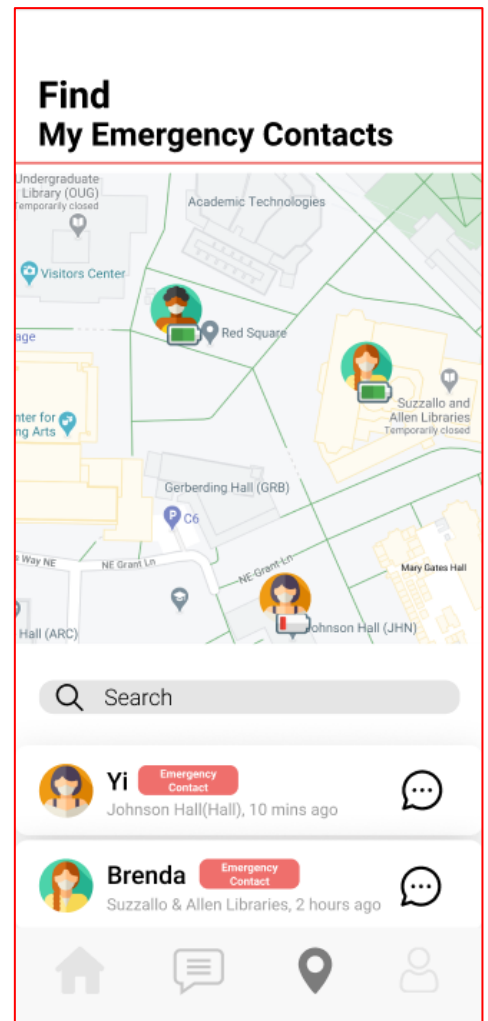 Find
My Emergency Contacts
Undergraduate
Library (OUG)
Temporarily closed
Academic Technologies
Visitors Center
Red Square
age
Suzzallo and
Allen Libraries
Temporarily closed
nter for
ng Arts
Gerberding Hall (GRB)
P C6
s Way NE
NE Grant Ln
NE Grant Ln
Mary Gates Hall
Hall (ARC)
ohnson Hall (JHN)
Search
Yi Emergency
Contact
Johnson Hall(Hall), 10 mins ago
Brenda Emergency
Contact
Suzzallo & Allen Libraries, 2 hours ago